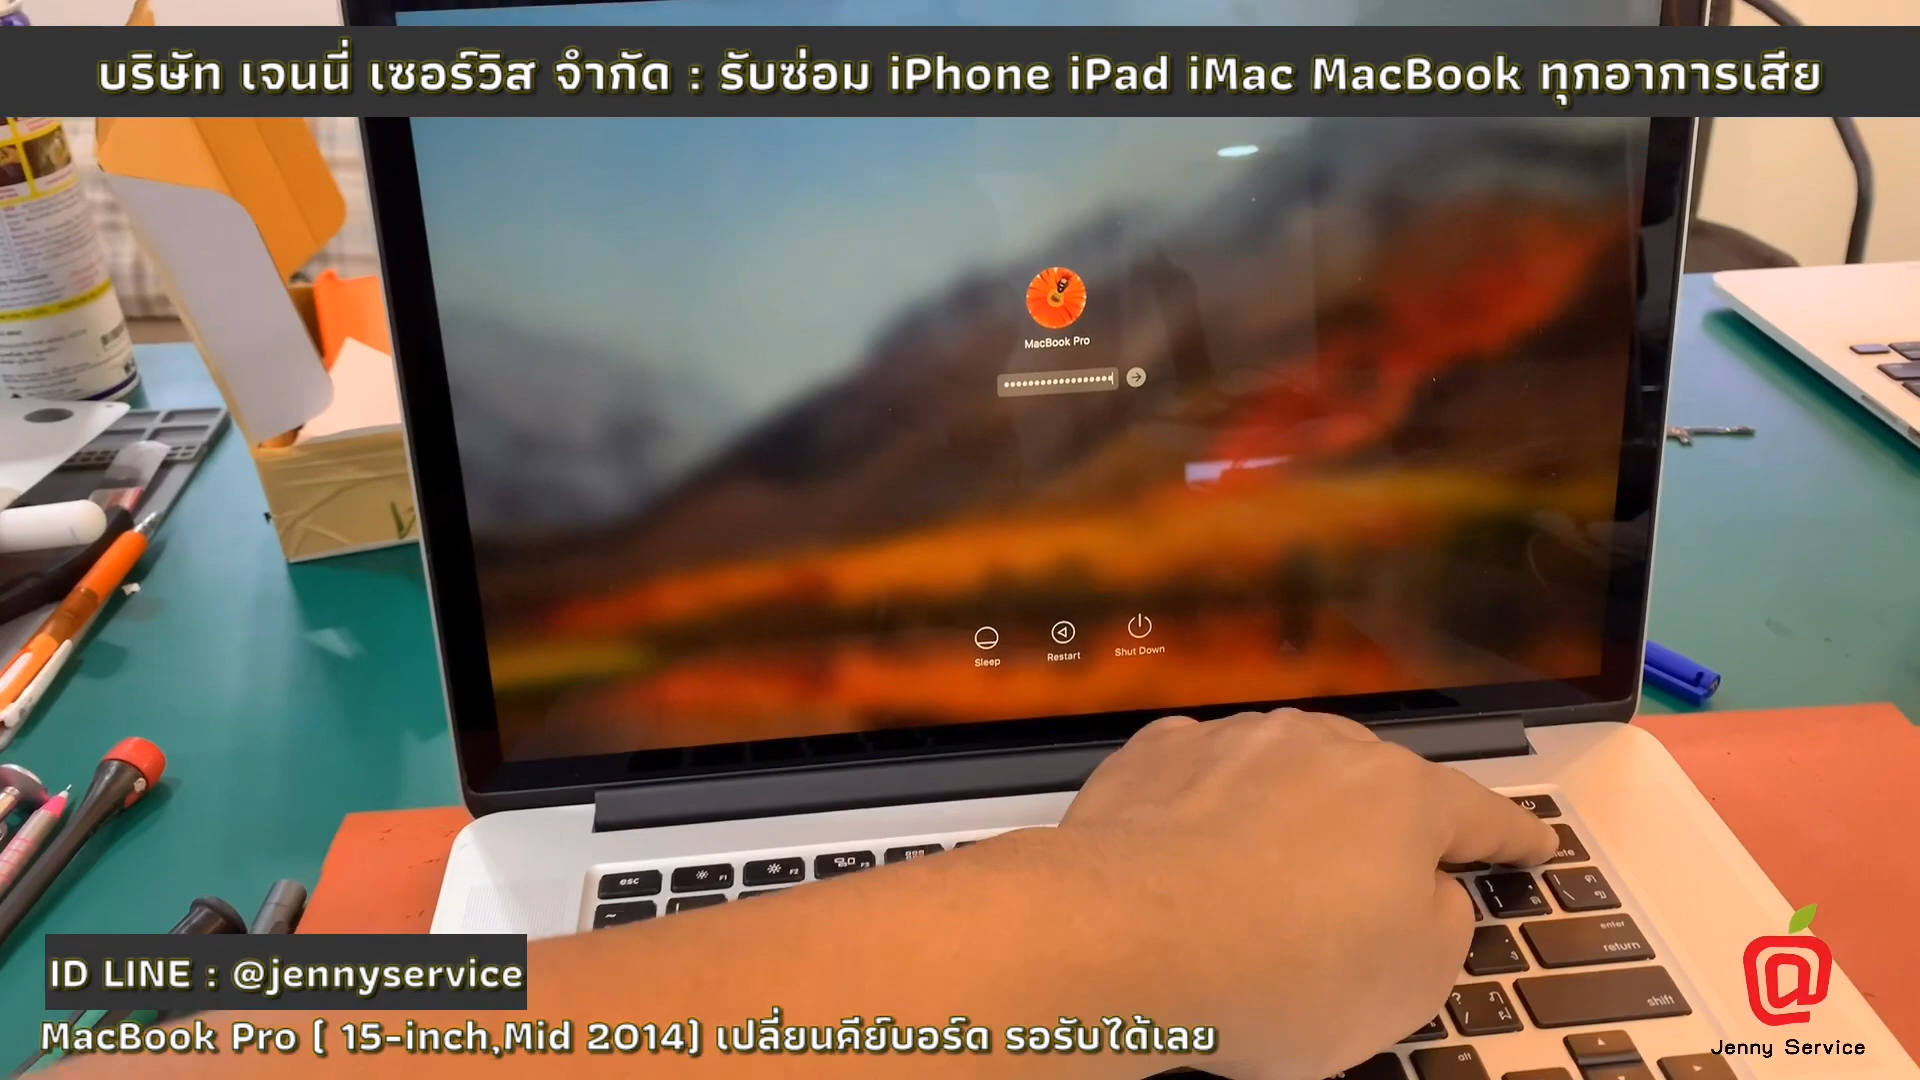 บริษัท เจนนี่ เซอร์วิส จำกัด : รับซ่อม iPhone iPad iMac MacBook ทุกอาการเสีย
MacBook Pro
Sleep
Restart
Shut Down
esc
F1
F2
F3
enter
return
shift
alt
ID LINE : @jennyservice
MacBook Pro [ 15-inch,Mid 2014] เปลี่ยนคีย์บอร์ด รอรับได้เลย
Jenny Service